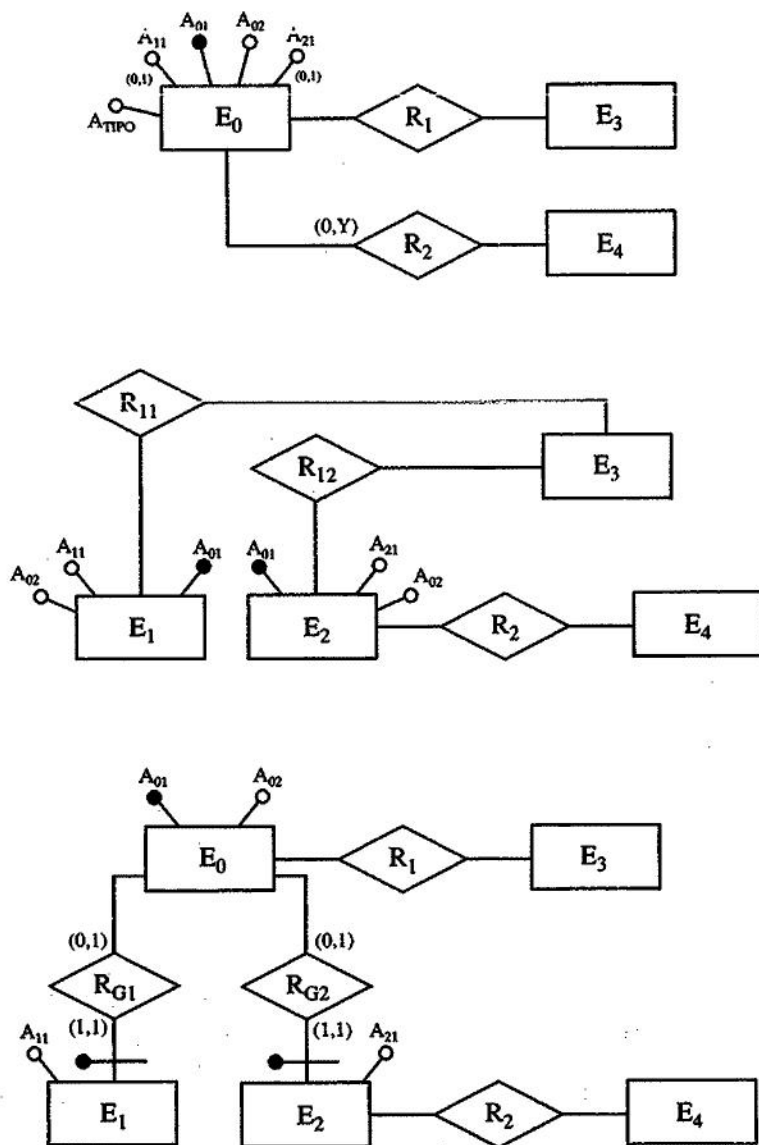 A01
A11 A02 A21
(0,1) (0,1)
ATIPO E0 R1 E3
(0,Y) R2 E4
R11
R12 E3
A02 A11 A01 A01 A21 A02
E1 E2 R2 E4
A01 A02
E0 R1 E3
(0,1) (0,1)
RG1 RG2
A11 (1,1) (1,1) A21
E1 E2 R2 E4